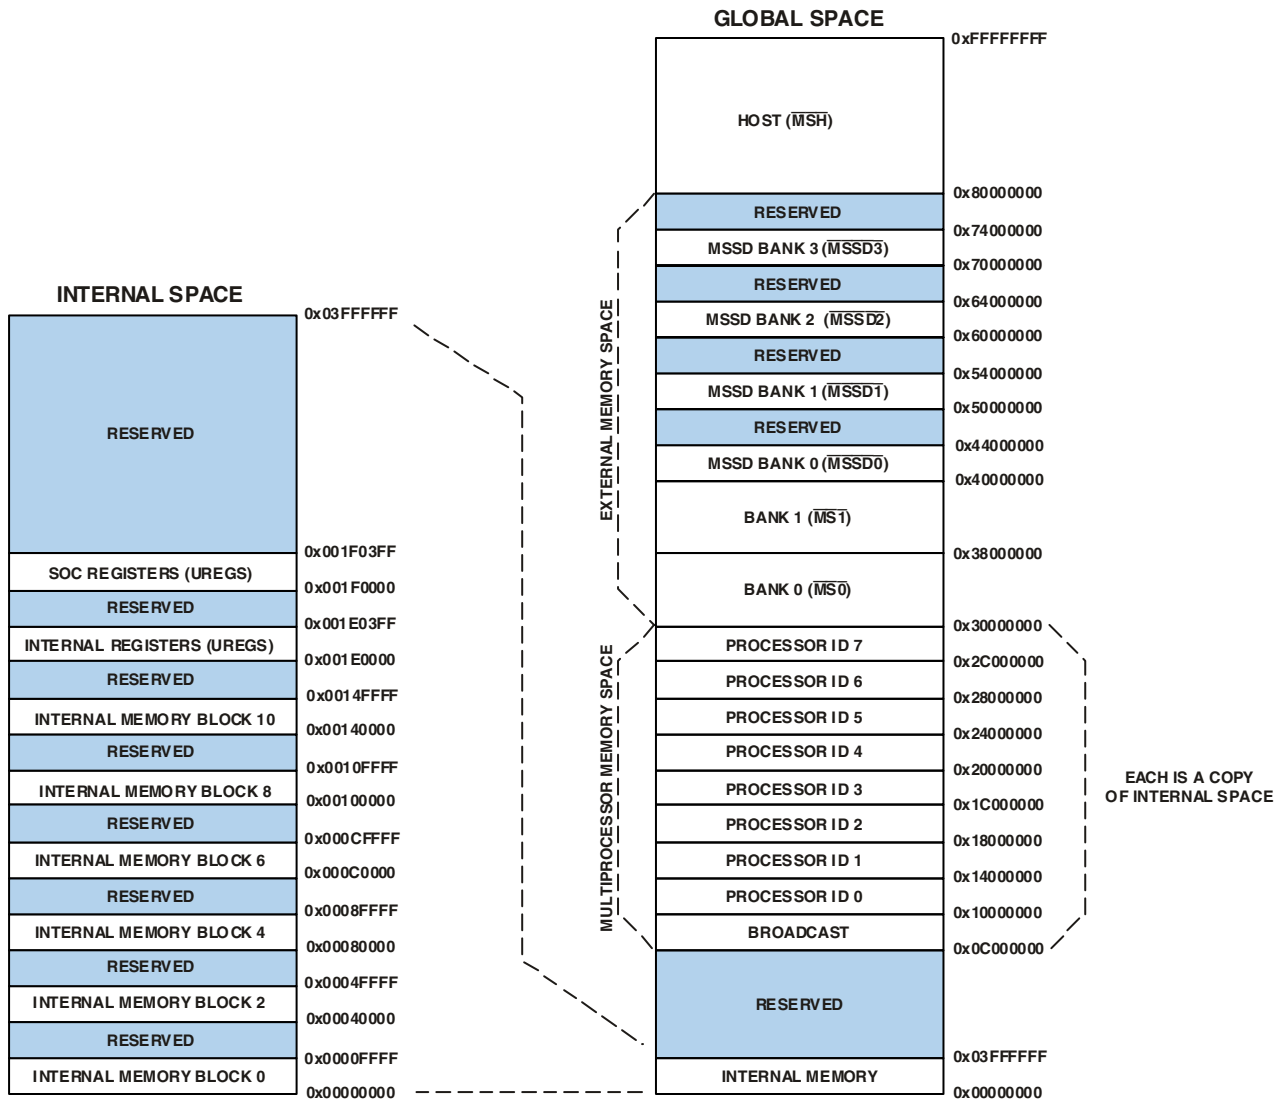 GLOBAL SPACE
0xFFFFFFFF
HOST (MSH)
0x80000000
RESERVED
0x74000000
MSSD BANK 3 (MSSD3)
0x70000000
RESERVED
0x64000000
MSSD BANK 2 (MSSD2)
0x60000000
RESERVED
0x54000000
MSSD BANK 1 (MSSD1)
0x50000000
RESERVED
0x44000000
MSSD BANK 0 (MSSD0)
0x40000000
BANK 1 (MS1)
0x38000000
BANK 0 (MS0)
0x30000000
PROCESSOR ID 7
0x2C000000
PROCESSOR ID 6
0x28000000
PROCESSOR ID 5
0x24000000
PROCESSOR ID 4
0x20000000
PROCESSOR ID 3
0x1C000000
PROCESSOR ID 2
0x18000000
PROCESSOR ID 1
0x14000000
PROCESSOR ID 0
0x10000000
BROADCAST
0x0C000000
RESERVED
0x03FFFFFF
INTERNAL MEMORY
0x00000000
EXTERNAL MEMORY SPACE
MULTIPROCESSOR MEMORY SPACE
EACH IS A COPY
OF INTERNAL SPACE
INTERNAL SPACE
0x03FFFFFF
RESERVED
0x001F03FF
SOC REGISTERS (UREGS)
0x001F0000
RESERVED
0x001E03FF
INTERNAL REGISTERS (UREGS)
0x001E0000
RESERVED
0x0014FFFF
INTERNAL MEMORY BLOCK 10
0x00140000
RESERVED
0x0010FFFF
INTERNAL MEMORY BLOCK 8
0x00100000
RESERVED
0x000CFFFF
INTERNAL MEMORY BLOCK 6
0x000C0000
RESERVED
0x0008FFFF
INTERNAL MEMORY BLOCK 4
0x00080000
RESERVED
0x0004FFFF
INTERNAL MEMORY BLOCK 2
0x00040000
RESERVED
0x0000FFFF
INTERNAL MEMORY BLOCK 0
0x00000000